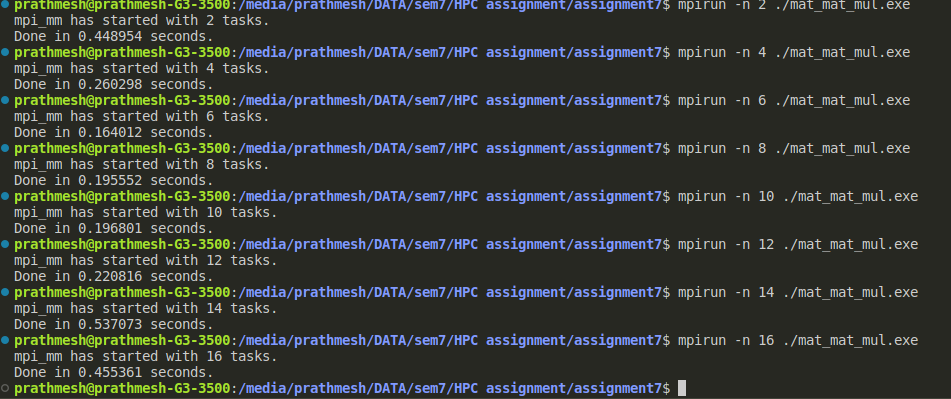 prathmesh@prathmesh-G3-3500:/media/prathmesh/DATA/sem7/HPC assignment/assignment7$ mpirun -n 2 ./mat_mat_mul.exe
mpi_mm has started with 2 tasks.
Done in 0.448954 seconds.
prathmesh@prathmesh-G3-3500:/media/prathmesh/DATA/sem7/HPC assignment/assignment7$ mpirun -n 4 ./mat_mat_mul.exe
mpi_mm has started with 4 tasks.
Done in 0.260298 seconds.
prathmesh@prathmesh-G3-3500:/media/prathmesh/DATA/sem7/HPC assignment/assignment7$ mpirun -n 6 ./mat_mat_mul.exe
mpi_mm has started with 6 tasks.
Done in 0.164012 seconds.
prathmesh@prathmesh-G3-3500:/media/prathmesh/DATA/sem7/HPC assignment/assignment7$ mpirun -n 8 ./mat_mat_mul.exe
mpi_mm has started with 8 tasks.
Done in 0.195552 seconds.
prathmesh@prathmesh-G3-3500:/media/prathmesh/DATA/sem7/HPC assignment/assignment7$ mpirun -n 10 ./mat_mat_mul.exe
mpi_mm has started with 10 tasks.
Done in 0.196801 seconds.
prathmesh@prathmesh-G3-3500:/media/prathmesh/DATA/sem7/HPC assignment/assignment7$ mpirun -n 12 ./mat_mat_mul.exe
mpi_mm has started with 12 tasks.
Done in 0.220816 seconds.
prathmesh@prathmesh-G3-3500:/media/prathmesh/DATA/sem7/HPC assignment/assignment7$ mpirun -n 14 ./mat_mat_mul.exe
mpi_mm has started with 14 tasks.
Done in 0.537073 seconds.
prathmesh@prathmesh-G3-3500:/media/prathmesh/DATA/sem7/HPC assignment/assignment7$ mpirun -n 16 ./mat_mat_mul.exe
mpi_mm has started with 16 tasks.
Done in 0.455361 seconds.
prathmesh@prathmesh-G3-3500:/media/prathmesh/DATA/sem7/HPC assignment/assignment7$